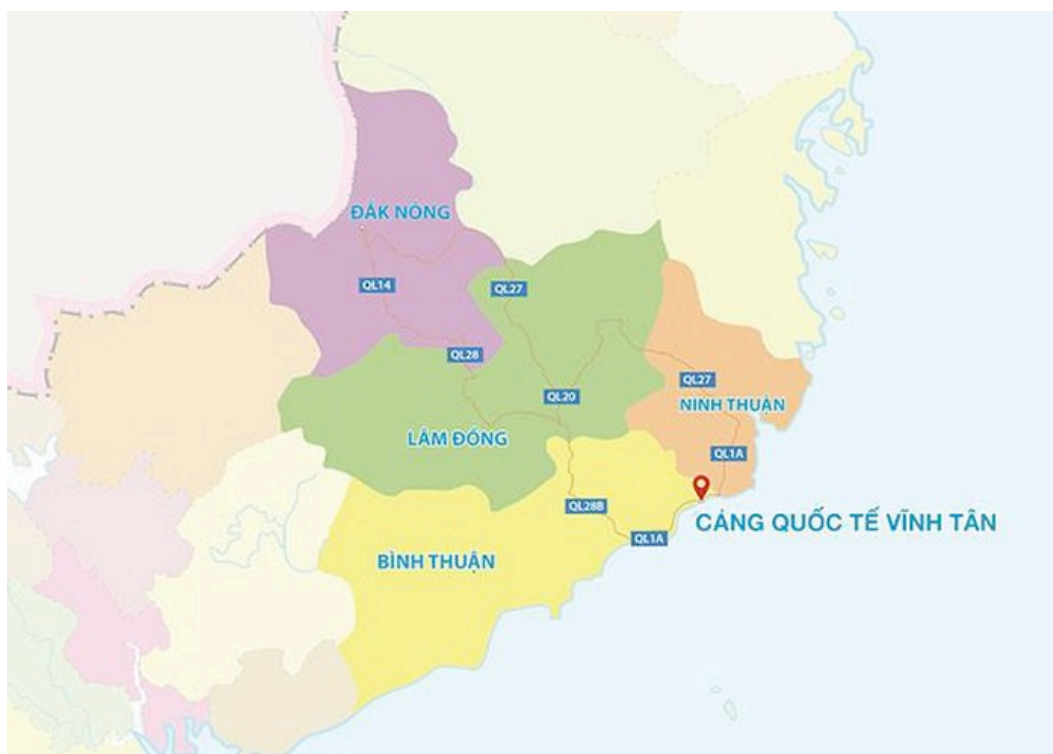 ĐẮK NÔNG
QL14
QL27
QL28
QL20
QL27
NINH THUẬN
LÂM ĐỒNG
QL1A
QL28B
CẢNG QUỐC TẾ VĨNH TÂN
QL1A
BÌNH THUẬN